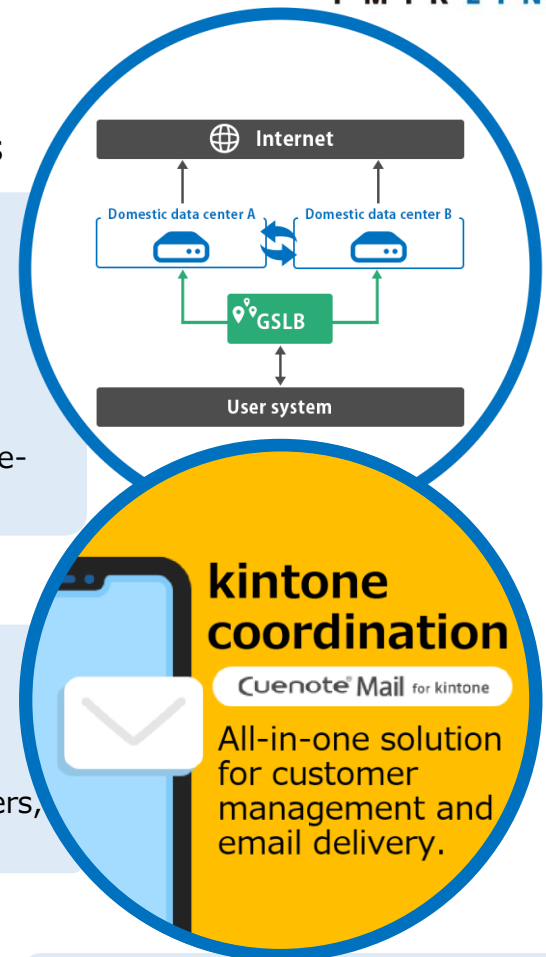 Internet
Domestic data center A
Domestic data center B
GSLB
User system
e-
kintone
coordination
Cuenote® Mail for kintone
All-in-one solution
for customer
management and
email delivery.
ers,